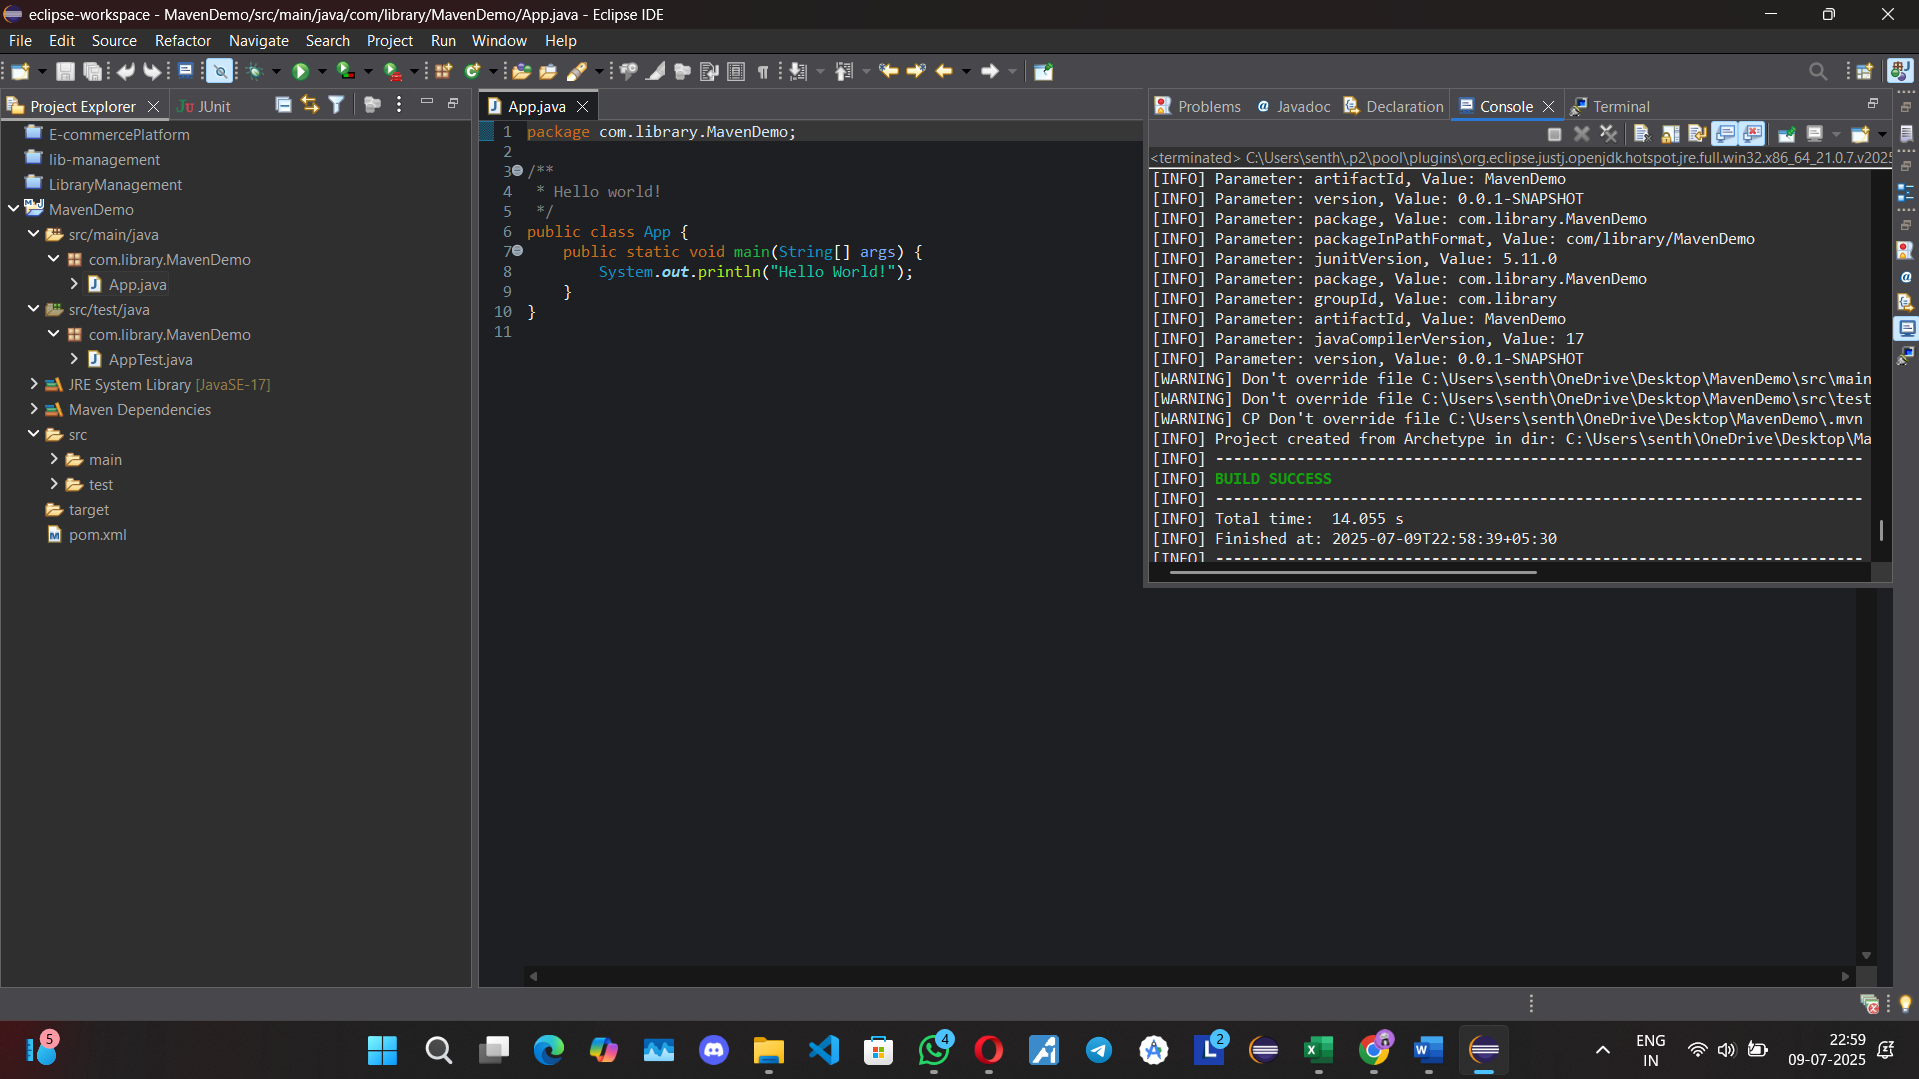 eclipse-workspace - MavenDemo/src/main/java/com/library/MavenDemo/App.java - Eclipse IDE
File Edit Source Refactor Navigate Search Project Run Window Help
Project Explorer JUnit
E-commercePlatform
lib-management
LibraryManagement
MavenDemo
src/main/java
com.library.MavenDemo
App.java
src/test/java
com.library.MavenDemo
AppTest.java
JRE System Library [JavaSE-17]
Maven Dependencies
src
main
test
target
pom.xml
App.java
1 package com.library.MavenDemo;
2
3 /**
4 * Hello world!
5 */
6 public class App {
7 public static void main(String[] args) {
8 System.out.println("Hello World!");
9 }
10 }
11
Problems Javadoc Declaration Console Terminal
<terminated> C:\Users\senth\.p2\pool\plugins\org.eclipse.justj.openjdk.hotspot.jre.full.win32.x86_64_21.0.7.v2025
[INFO] Parameter: artifactId, Value: MavenDemo
[INFO] Parameter: version, Value: 0.0.1-SNAPSHOT
[INFO] Parameter: package, Value: com.library.MavenDemo
[INFO] Parameter: packageInPathFormat, Value: com/library/MavenDemo
[INFO] Parameter: junitVersion, Value: 5.11.0
[INFO] Parameter: package, Value: com.library.MavenDemo
[INFO] Parameter: groupId, Value: com.library
[INFO] Parameter: artifactId, Value: MavenDemo
[INFO] Parameter: javaCompilerVersion, Value: 17
[INFO] Parameter: version, Value: 0.0.1-SNAPSHOT
[WARNING] Don't override file C:\Users\senth\OneDrive\Desktop\MavenDemo\src\main
[WARNING] Don't override file C:\Users\senth\OneDrive\Desktop\MavenDemo\src\test
[WARNING] CP Don't override file C:\Users\senth\OneDrive\Desktop\MavenDemo\.mvn
[INFO] Project created from Archetype in dir: C:\Users\senth\OneDrive\Desktop\Ma
[INFO] ------------------------------------------------------------------------
[INFO] BUILD SUCCESS
[INFO] ------------------------------------------------------------------------
[INFO] Total time:  14.055 s
[INFO] Finished at: 2025-07-09T22:58:39+05:30
[INFO] ------------------------------------------------------------------------
5
4
2
ENG
IN
22:59
09-07-2025